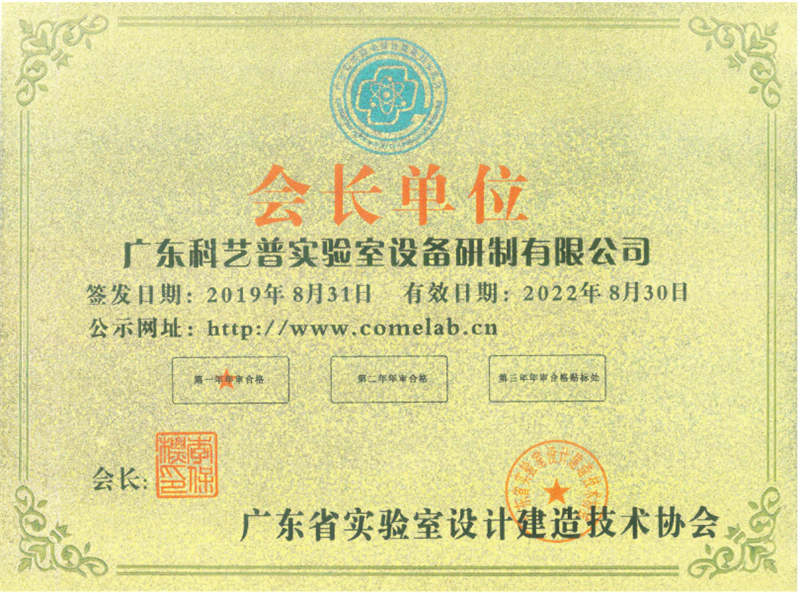 会长单位
广东科艺普实验室设备研制有限公司
签发日期：2019年8月31日 有效日期：2022年8月30日
公示网址：http://www.comelab.cn
第一年年审合格 第二年年审合格 第三年年审合格贴标处
会长：
广东省实验室设计建造技术协会